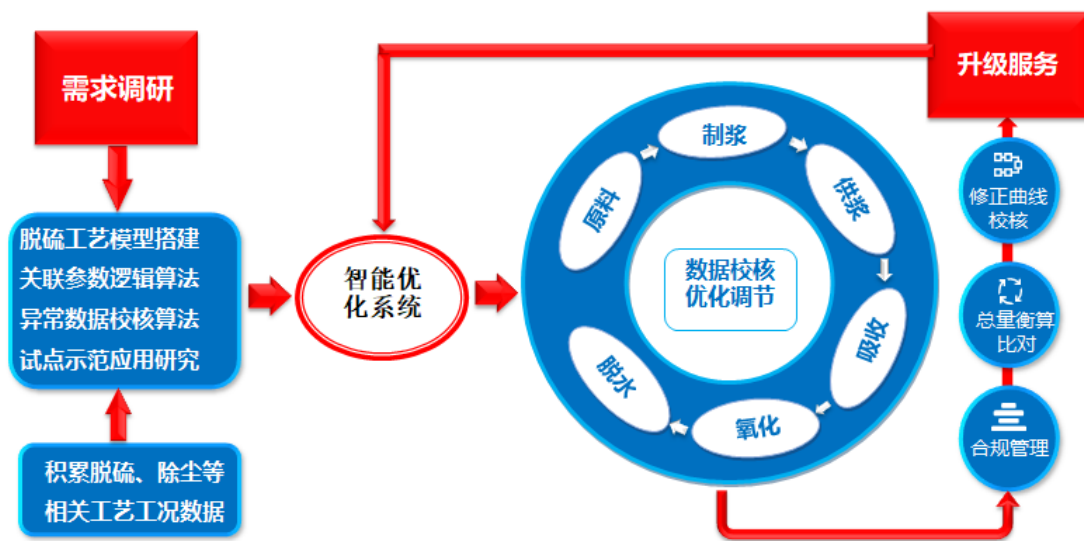 需求调研
脱硫工艺模型搭建
关联参数逻辑算法
异常数据校核算法
试点示范应用研究
积累脱硫、除尘等
相关工艺工况数据
智能优
化系统
原料
制浆
供浆
吸收
氧化
脱水
数据校核
优化调节
升级服务
修正曲线
校核
总量衡算
比对
合规管理